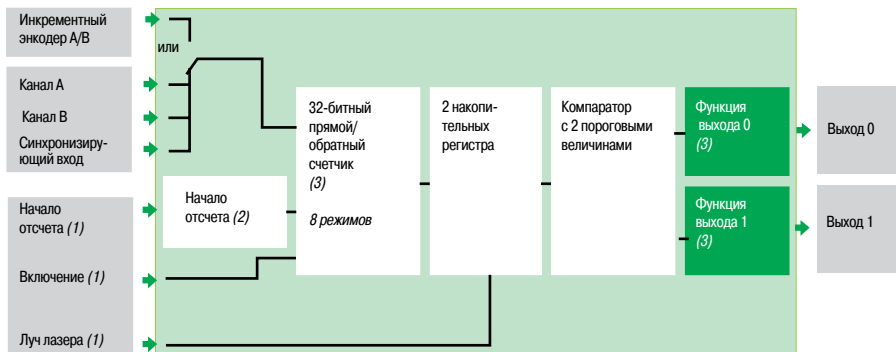 Инкрементный
энкодер А/В
или
Канал А
Канал В
Синхронизиру-
ющий вход
Начало
отсчета (1)
Включение (1)
Луч лазера (1)
Начало
отсчета (2)
32-битный
прямой/
обратный
счетчик
(3)
8 режимов
2 накопи-
тельных
регистра
Компаратор
с 2 пороговыми
величинами
Функция
выхода 0
(3)
Функция
выхода 1
(3)
Выход 0
Выход 1